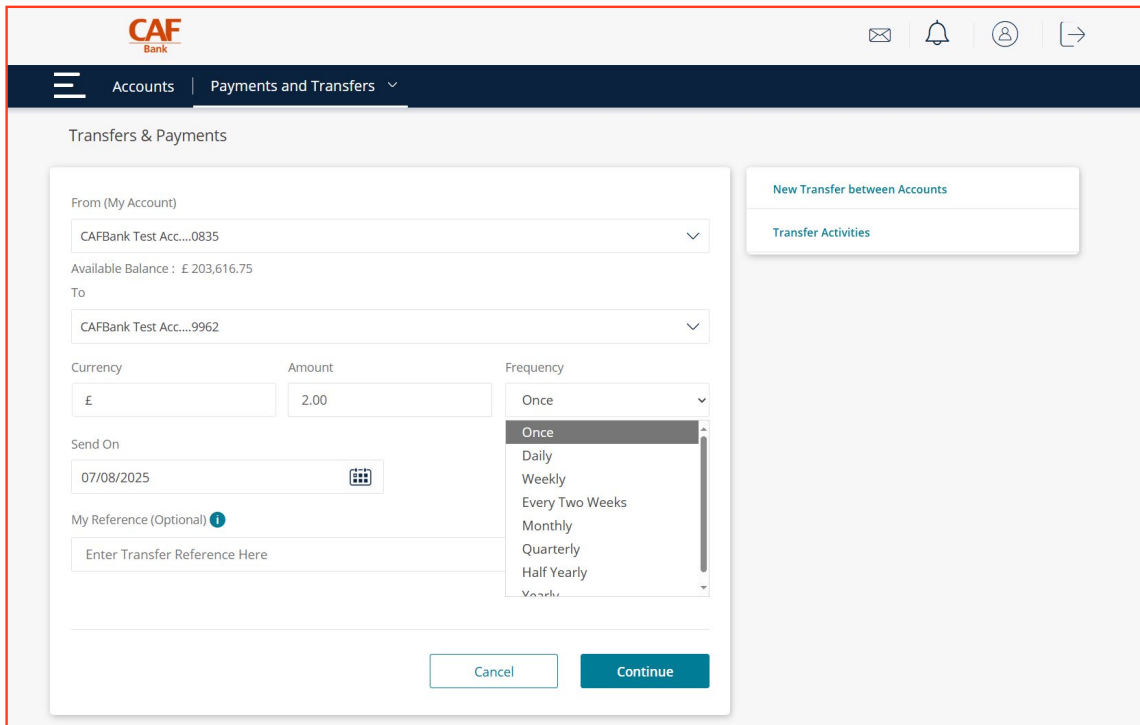 CAF
Bank
Accounts
Payments and Transfers
Transfers & Payments
From (My Account)
CAFBank Test Acc....0835
Available Balance : £ 203,616.75
To
CAFBank Test Acc....9962
Currency
Amount
Frequency
£
2.00
Once
Once
Daily
Weekly
Every Two Weeks
Monthly
Quarterly
Half Yearly
Yearly
Send On
07/08/2025
My Reference (Optional)
i
Enter Transfer Reference Here
Cancel
Continue
New Transfer between Accounts
Transfer Activities